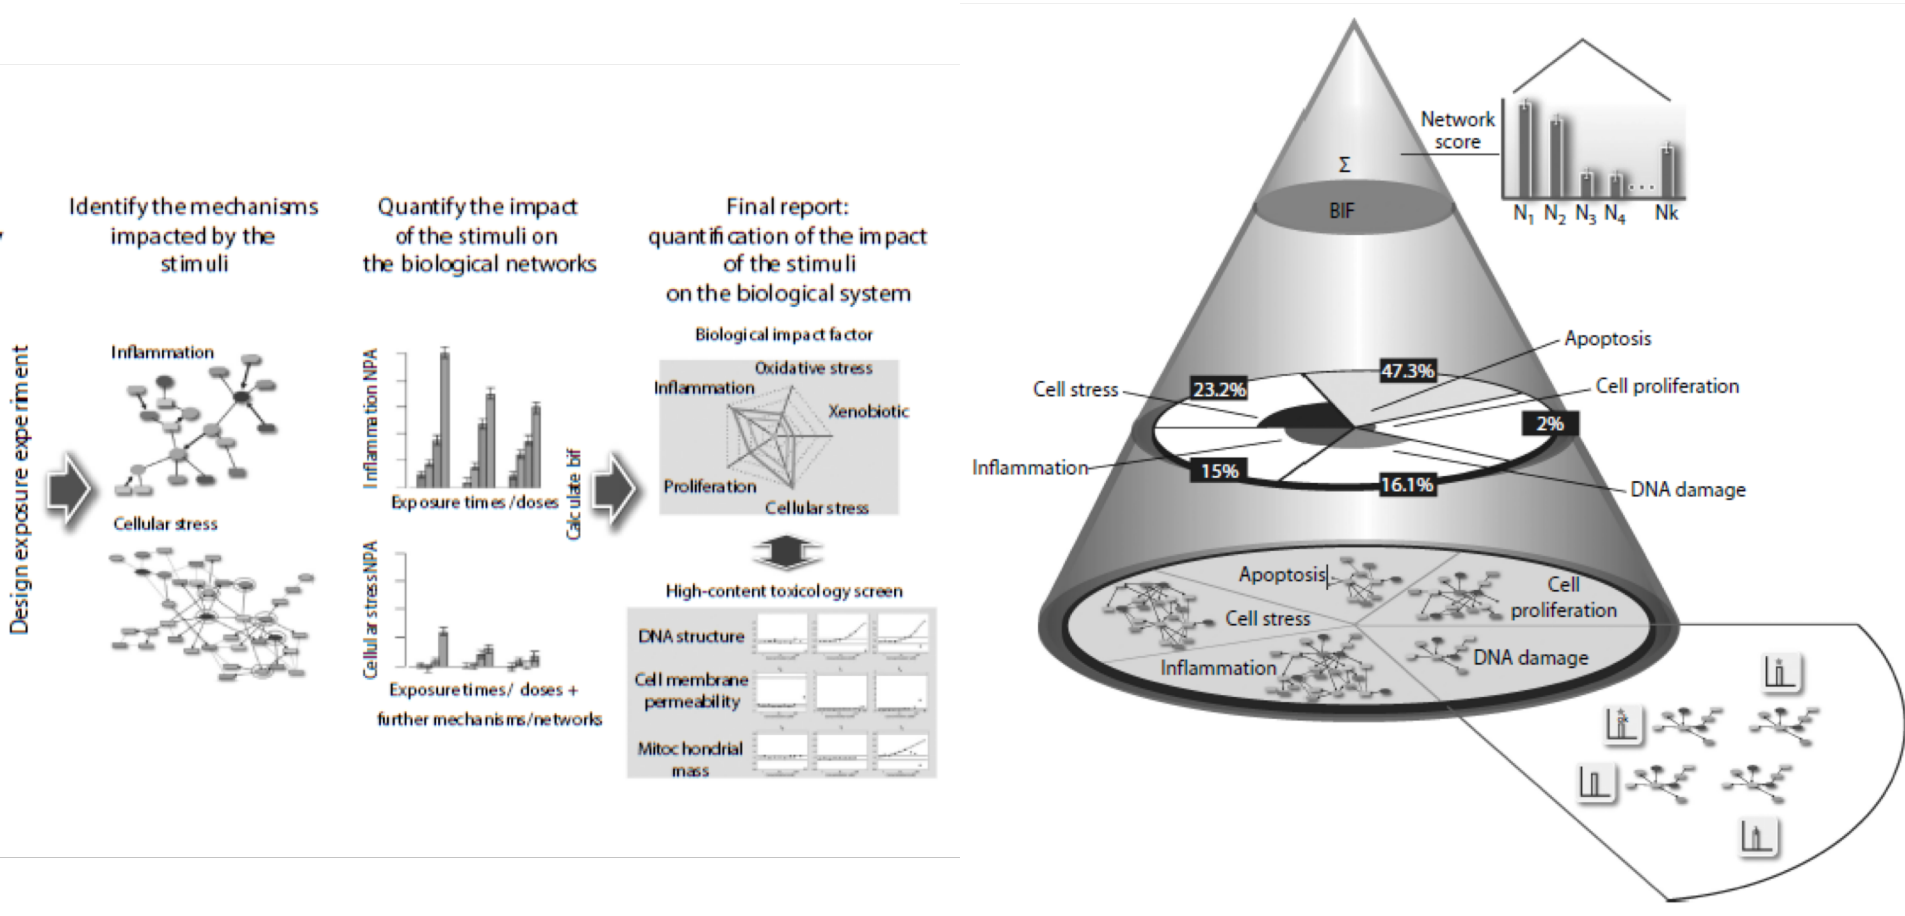 Design exposure experiment
Identify the mechanisms
impacted by the
stimuli
Inflammation
Cellular stress
Quantify the impact
of the stimuli on
the biological networks
Inflammation NPA
Exposure times/doses
Cellular stress NPA
Exposure times/ doses +
further mechanisms/networks
Calculate bif
Final report:
quantification of the impact
of the stimuli
on the biological system
Biological impact factor
Oxidative stress
Inflammation
Xenobiotic
Proliferation
Cellular stress
High-content toxicology screen
DNA structure
Cell membrane
permeability
Mitochondrial
mass
Σ
BIF
Network
score
N1 N2 N3 N4 ... Nk
Apoptosis
47.3%
Cell stress
23.2%
Cell proliferation
2%
Inflammation
15%
16.1%
DNA damage
Apoptosis
Cell
proliferation
Cell stress
Inflammation
DNA damage